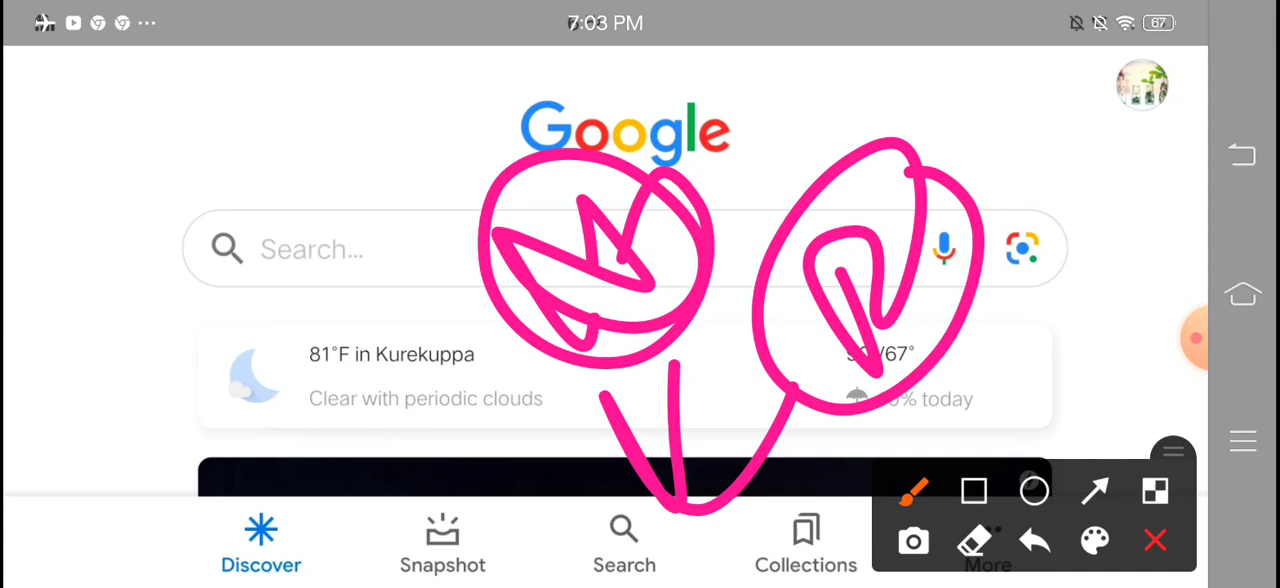 7:03 PM
67
Google
Search...
81°F in Kurekuppa
/67°
Clear with periodic clouds
% today
Discover
Snapshot
Search
Collections
More